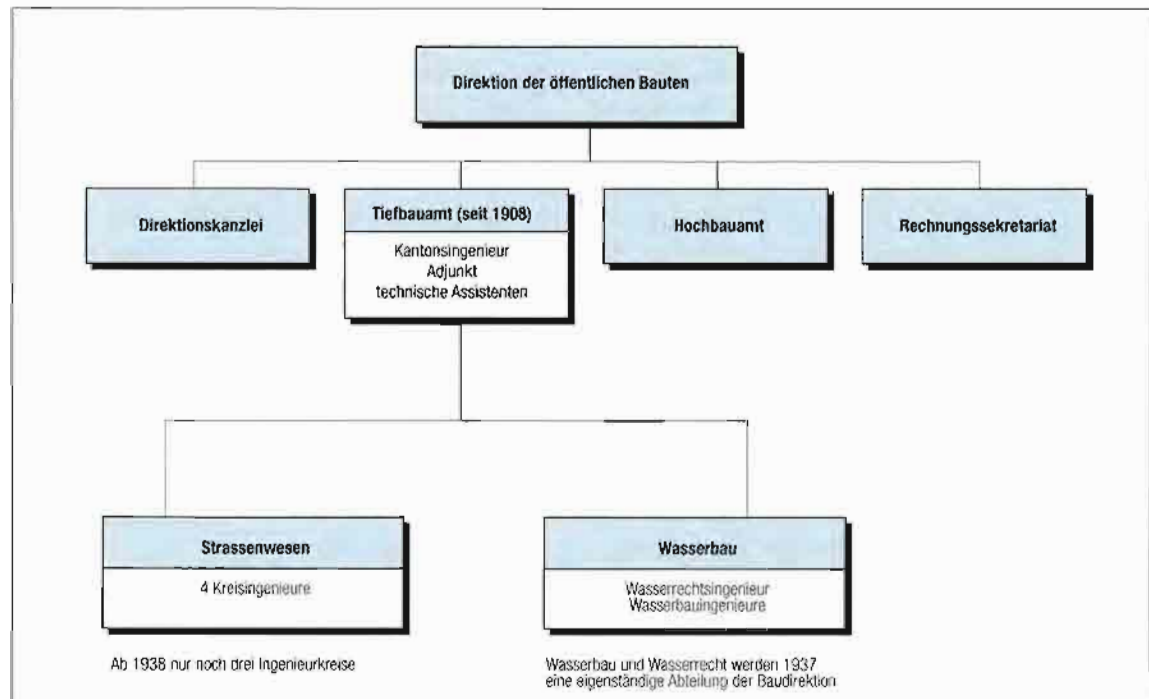 Direktion der öffentlichen Bauten
Direktionskanzlei
Tiefbauamt (seit 1908)
Kantonsingenieur
Adjunkt
technische Assistenten
Hochbauamt
Rechnungssekretariat
Strassenwesen
4 Kreisingenieure
Wasserbau
Wasserrechtsingenieur
Wasserbauingenieure
Ab 1938 nur noch drei Ingenieurkreise
Wasserbau und Wasserrecht werden 1937
eine eigenständige Abteilung der Baudirektion